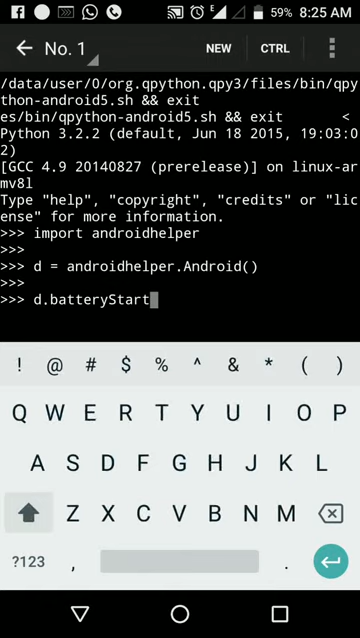 59% 8:25 AM
No. 1 NEW CTRL
/data/user/0/org.qpython.qpy3/files/bin/qpy
thon-android5.sh && exit
es/bin/qpython-android5.sh && exit <
Python 3.2.2 (default, Jun 18 2015, 19:03:0
2)
[GCC 4.9 20140827 (prerelease)] on linux-ar
mv8l
Type "help", "copyright", "credits" or "lic
ense" for more information.
>>> import androidhelper
>>>
>>> d = androidhelper.Android()
>>>
>>> d.batteryStart
! @ # $ % ^ & * ( )
Q W E R T Y U I O P
A S D F G H J K L
Z X C V B N M
?123 , .